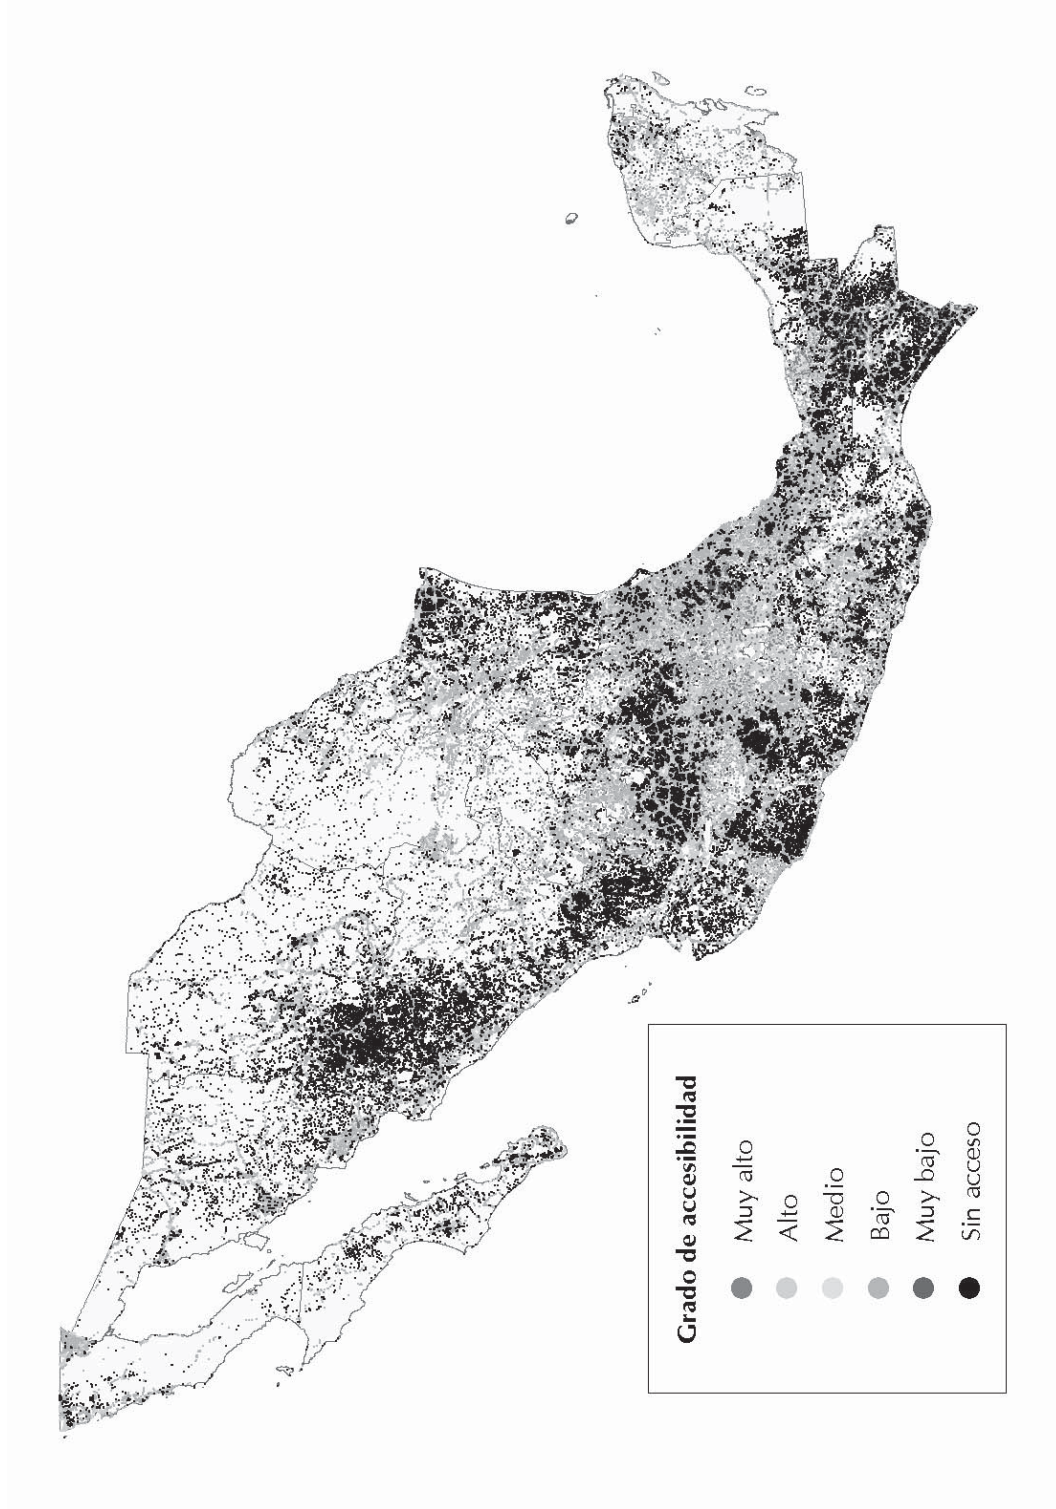 Grado de accesibilidad
Muy alto
Alto
Medio
Bajo
Muy bajo
Sin acceso